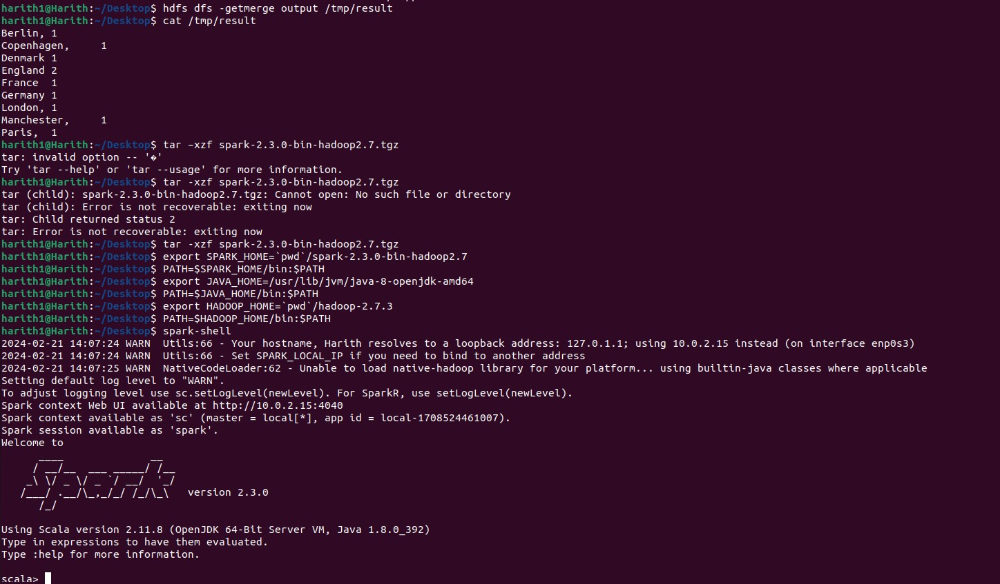 harith1@Harith:~/Desktop$ hdfs dfs -getmerge output /tmp/result
harith1@Harith:~/Desktop$ cat /tmp/result
Berlin, 1
Copenhagen,     1
Denmark 1
England 2
France  1
Germany 1
London, 1
Manchester,     1
Paris,  1
harith1@Harith:~/Desktop$ tar –xzf spark-2.3.0-bin-hadoop2.7.tgz
tar: invalid option -- '�'
Try 'tar --help' or 'tar --usage' for more information.
harith1@Harith:~/Desktop$ tar -xzf spark-2.3.0-bin-hadoop2.7.tgz
tar (child): spark-2.3.0-bin-hadoop2.7.tgz: Cannot open: No such file or directory
tar (child): Error is not recoverable: exiting now
tar: Child returned status 2
tar: Error is not recoverable: exiting now
harith1@Harith:~/Desktop$ tar -xzf spark-2.3.0-bin-hadoop2.7.tgz
harith1@Harith:~/Desktop$ export SPARK_HOME=`pwd`/spark-2.3.0-bin-hadoop2.7
harith1@Harith:~/Desktop$ PATH=$SPARK_HOME/bin:$PATH
harith1@Harith:~/Desktop$ export JAVA_HOME=/usr/lib/jvm/java-8-openjdk-amd64
harith1@Harith:~/Desktop$ PATH=$JAVA_HOME/bin:$PATH
harith1@Harith:~/Desktop$ export HADOOP_HOME=`pwd`/hadoop-2.7.3
harith1@Harith:~/Desktop$ PATH=$HADOOP_HOME/bin:$PATH
harith1@Harith:~/Desktop$ spark-shell
2024-02-21 14:07:24 WARN  Utils:66 - Your hostname, Harith resolves to a loopback address: 127.0.1.1; using 10.0.2.15 instead (on interface enp0s3)
2024-02-21 14:07:24 WARN  Utils:66 - Set SPARK_LOCAL_IP if you need to bind to another address
2024-02-21 14:07:25 WARN  NativeCodeLoader:62 - Unable to load native-hadoop library for your platform... using builtin-java classes where applicable
Setting default log level to "WARN".
To adjust logging level use sc.setLogLevel(newLevel). For SparkR, use setLogLevel(newLevel).
Spark context Web UI available at http://10.0.2.15:4040
Spark context available as 'sc' (master = local[*], app id = local-1708524461007).
Spark session available as 'spark'.
Welcome to
      ____              __
     / __/__  ___ _____/ /__
    _\ \/ _ \/ _ `/ __/  '_/
   /___/ .__/\_,_/_/ /_/\_\   version 2.3.0
      /_/
Using Scala version 2.11.8 (OpenJDK 64-Bit Server VM, Java 1.8.0_392)
Type in expressions to have them evaluated.
Type :help for more information.
scala>